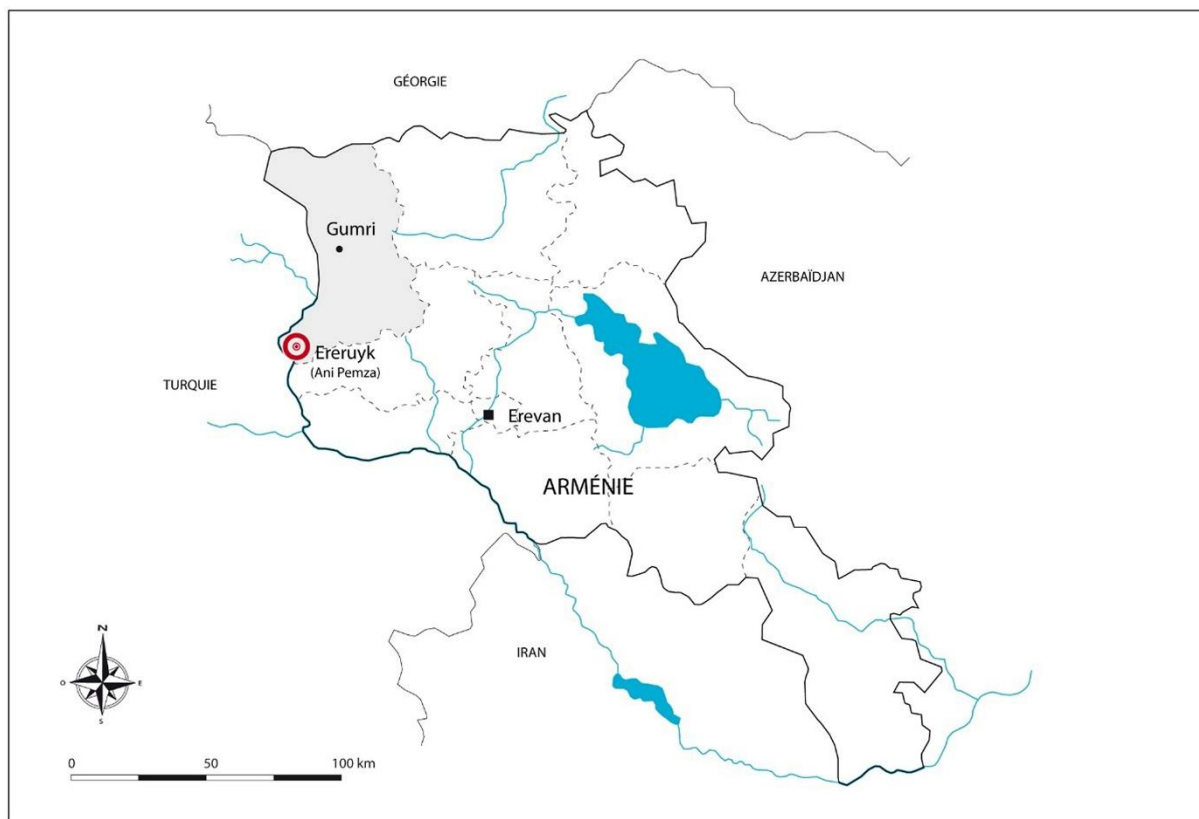 GÉORGIE
Gumri
AZERBAÏDJAN
Ereruyk
(Ani Pemza)
TURQUIE
Erevan
ARMÉNIE
IRAN
N
O
E
S
0 50 100 km